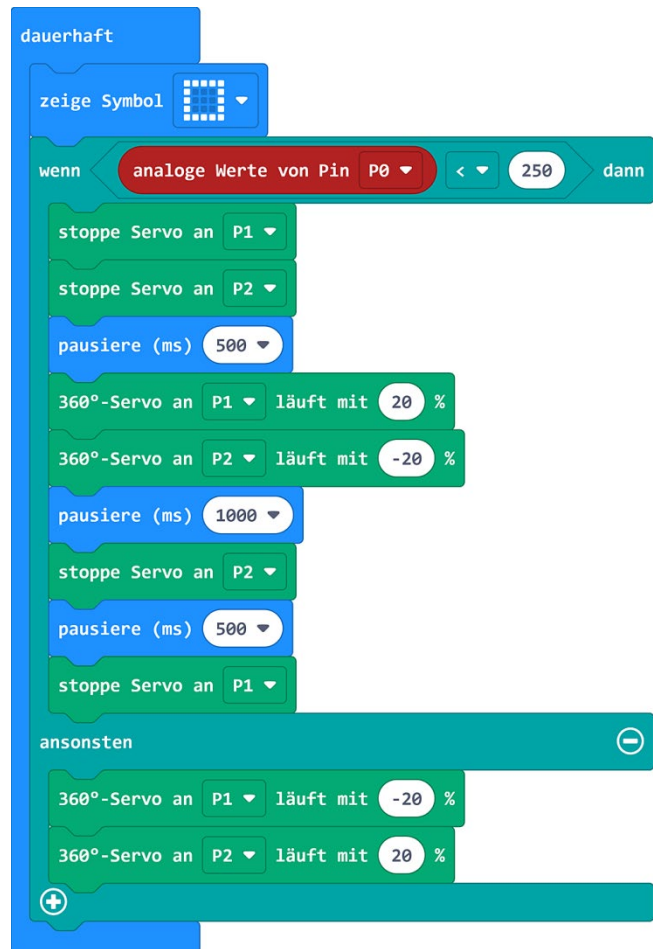 dauerhaft
zeige Symbol
wenn analoge Werte von Pin P0 < 250 dann
stoppe Servo an P1
stoppe Servo an P2
pausiere (ms) 500
360°-Servo an P1 läuft mit 20 %
360°-Servo an P2 läuft mit -20 %
pausiere (ms) 1000
stoppe Servo an P2
pausiere (ms) 500
stoppe Servo an P1
ansonsten
360°-Servo an P1 läuft mit -20 %
360°-Servo an P2 läuft mit 20 %